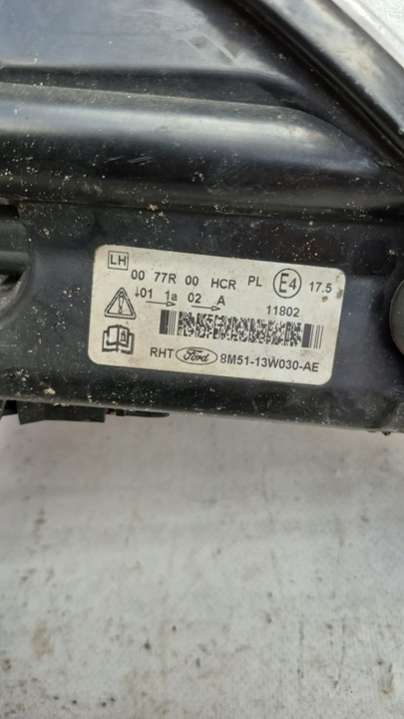 LH
00 77R 00 HCR PL E4 17.5
↓01 1a 02 A
11802
RHT Ford 8M51-13W030-AE